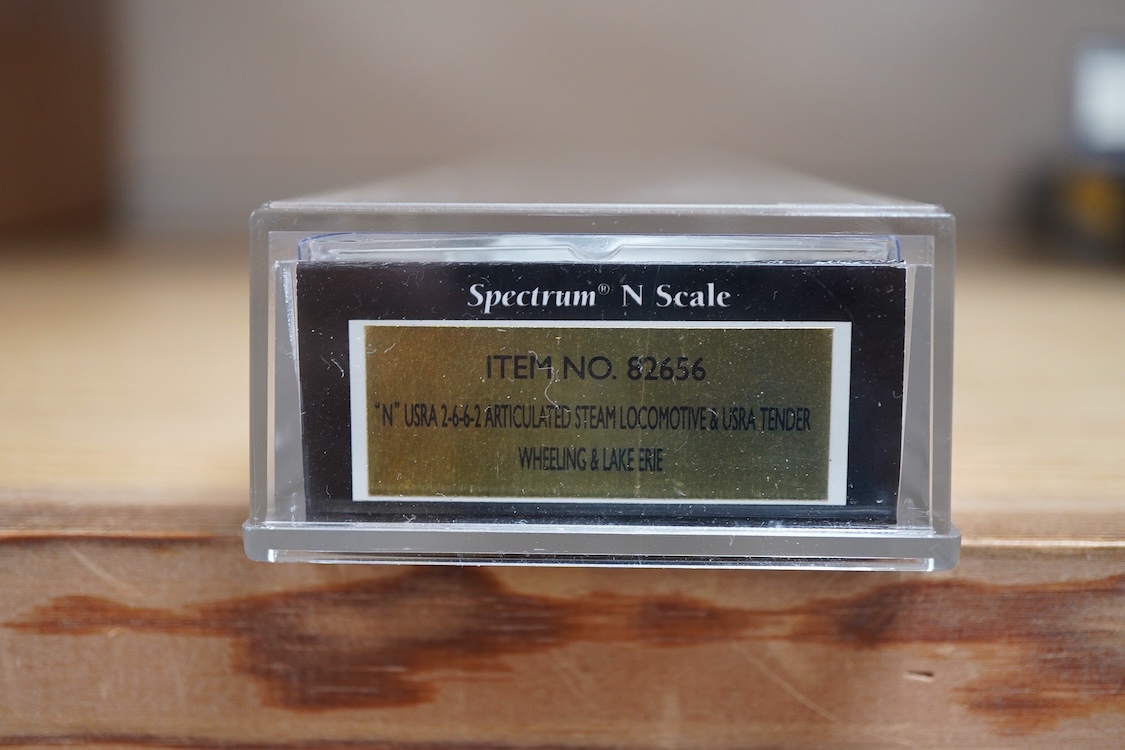 Spectrum® N Scale
ITEM NO. 82656
“N” USRA 2-6-6-2 ARTICULATED STEAM LOCOMOTIVE & USRA TENDER
WHEELING & LAKE ERIE